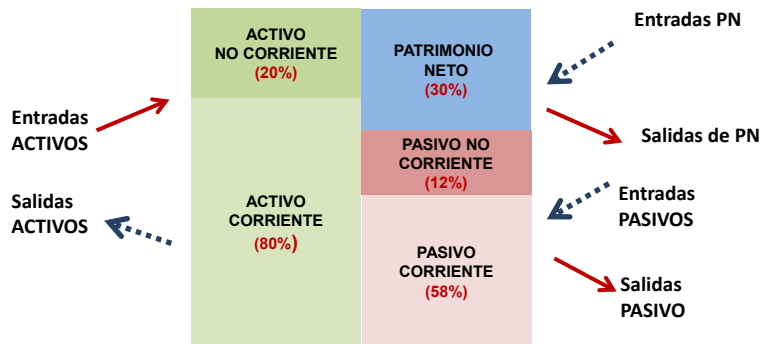 Entradas
ACTIVOS
Salidas
ACTIVOS
ACTIVO
NO CORRIENTE
(20%)
ACTIVO
CORRIENTE
(80%)
PATRIMONIO
NETO
(30%)
PASIVO NO
CORRIENTE
(12%)
PASIVO
CORRIENTE
(58%)
Entradas PN
Salidas de PN
Entradas
PASIVOS
Salidas
PASIVO